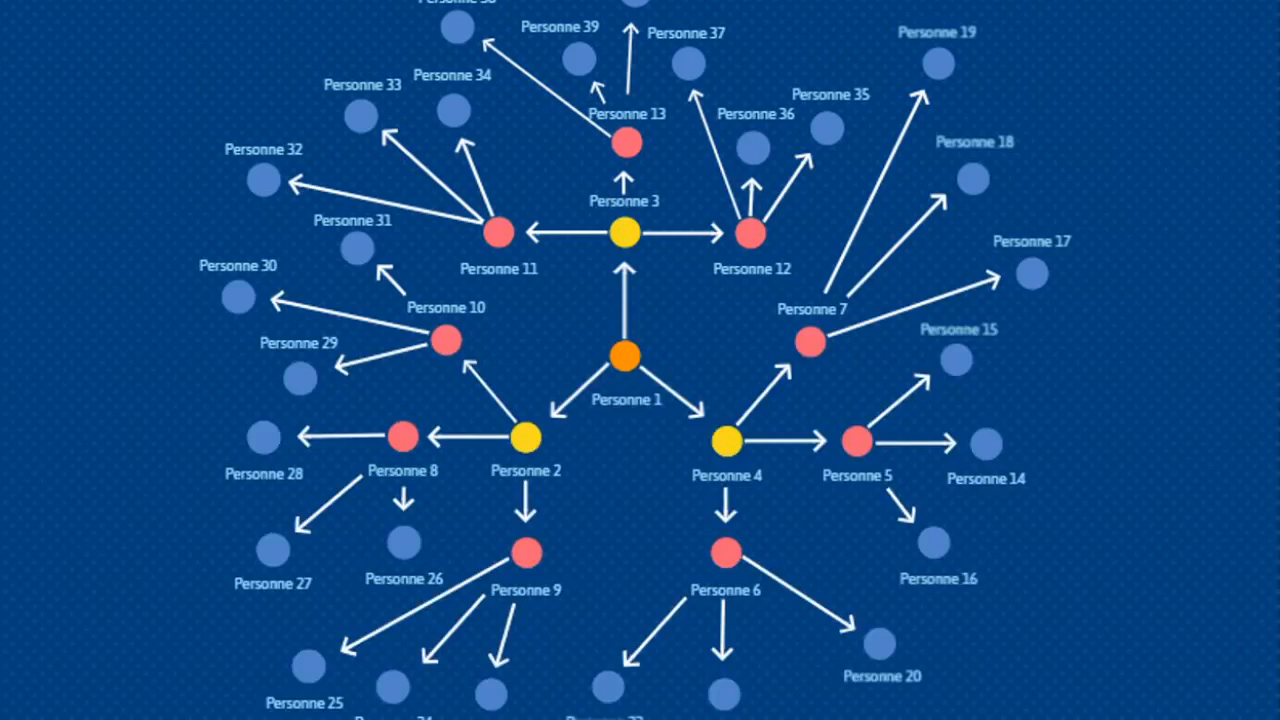 Personne 39
Personne 37
Personne 19
Personne 34
Personne 33
Personne 35
Personne 13
Personne 36
Personne 18
Personne 32
Personne 3
Personne 31
Personne 17
Personne 30
Personne 11
Personne 12
Personne 10
Personne 7
Personne 15
Personne 29
Personne 1
Personne 28
Personne 8
Personne 2
Personne 4
Personne 5
Personne 14
Personne 27
Personne 26
Personne 9
Personne 6
Personne 16
Personne 20
Personne 25